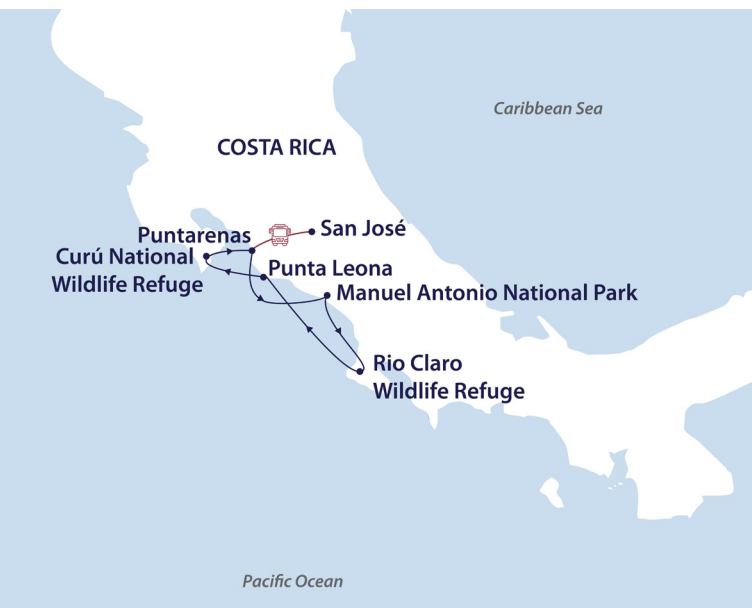 Caribbean Sea
COSTA RICA
San José
Puntarenas
Curú National
Wildlife Refuge
Punta Leona
Manuel Antonio National Park
Rio Claro
Wildlife Refuge
Pacific Ocean